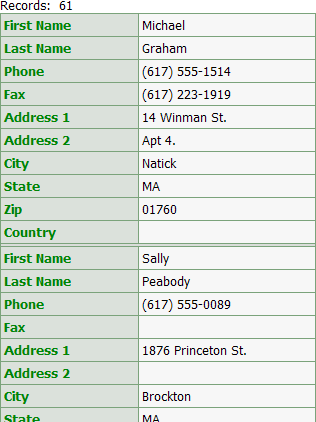 Records: 61
First Name Michael
Last Name Graham
Phone (617) 555-1514
Fax (617) 223-1919
Address 1 14 Winman St.
Address 2 Apt 4.
City Natick
State MA
Zip 01760
Country
First Name Sally
Last Name Peabody
Phone (617) 555-0089
Fax
Address 1 1876 Princeton St.
Address 2
City Brockton
State MA